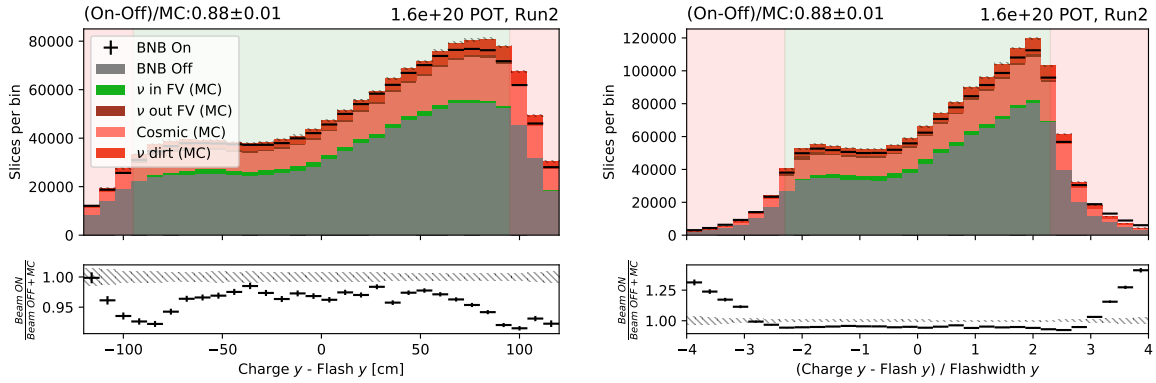 (On-Off)/MC:0.88±0.01 1.6e+20 POT, Run2
80000
60000
40000
20000
0
Slices per bin
BNB On
BNB Off
ν in FV (MC)
ν out FV (MC)
Cosmic (MC)
ν dirt (MC)
1.00
0.95
Beam ON
Beam OFF + MC
−100 −50 0 50 100
Charge y - Flash y [cm]
(On-Off)/MC:0.88±0.01 1.6e+20 POT, Run2
120000
100000
80000
60000
40000
20000
0
Slices per bin
1.25
1.00
Beam ON
Beam OFF + MC
−4 −3 −2 −1 0 1 2 3 4
(Charge y - Flash y) / Flashwidth y